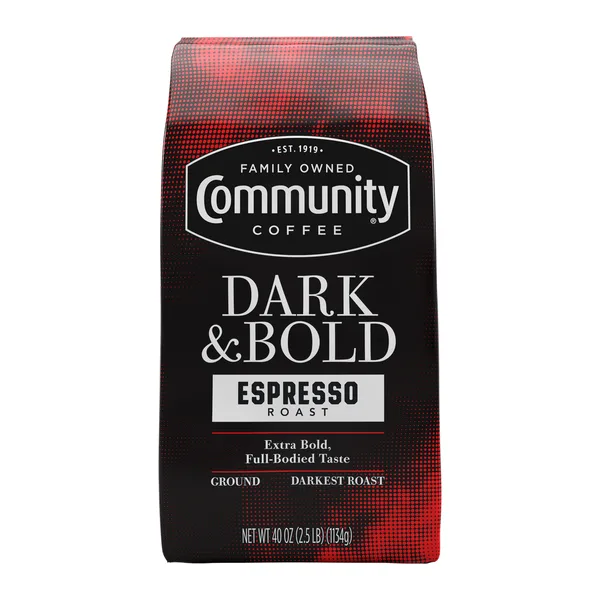 • EST. 1919 •
FAMILY OWNED
Community®
COFFEE
DARK
&BOLD
ESPRESSO
ROAST
Extra Bold,
Full-Bodied Taste
GROUND DARKEST ROAST
NET WT 40 OZ (2.5 LB) (1134g)